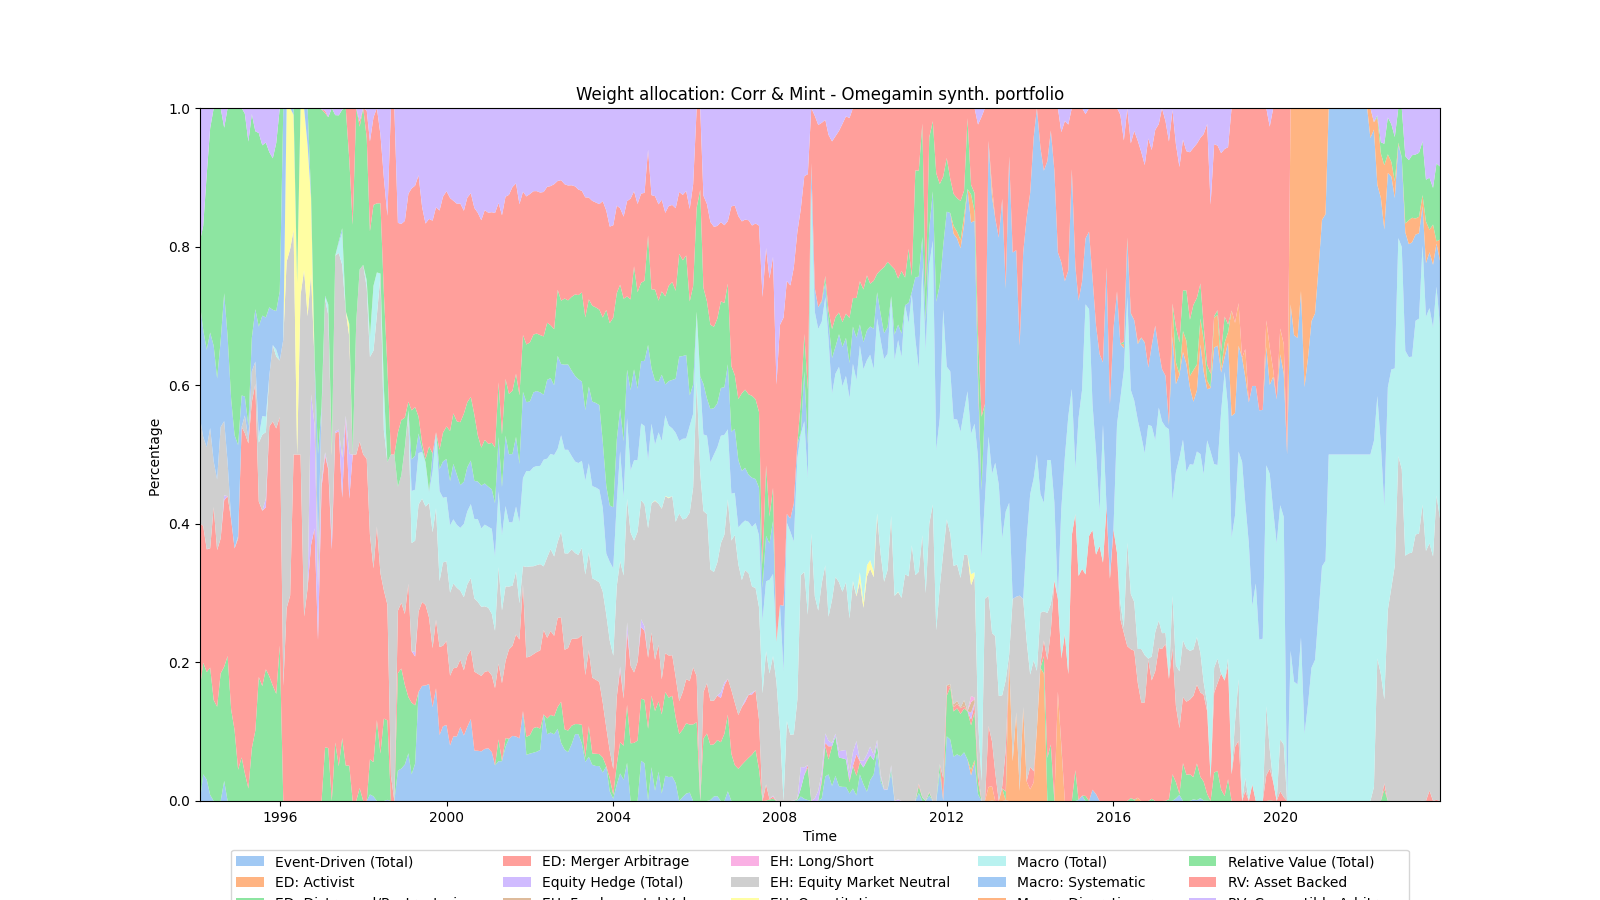 Weight allocation: Corr & Mint - Omegamin synth. portfolio
1.0
0.8
0.6
0.4
0.2
0.0
Percentage
1996 2000 2004 2008 2012 2016 2020
Time
Event-Driven (Total) ED: Merger Arbitrage EH: Long/Short Macro (Total) Relative Value (Total)
ED: Activist Equity Hedge (Total) EH: Equity Market Neutral Macro: Systematic RV: Asset Backed